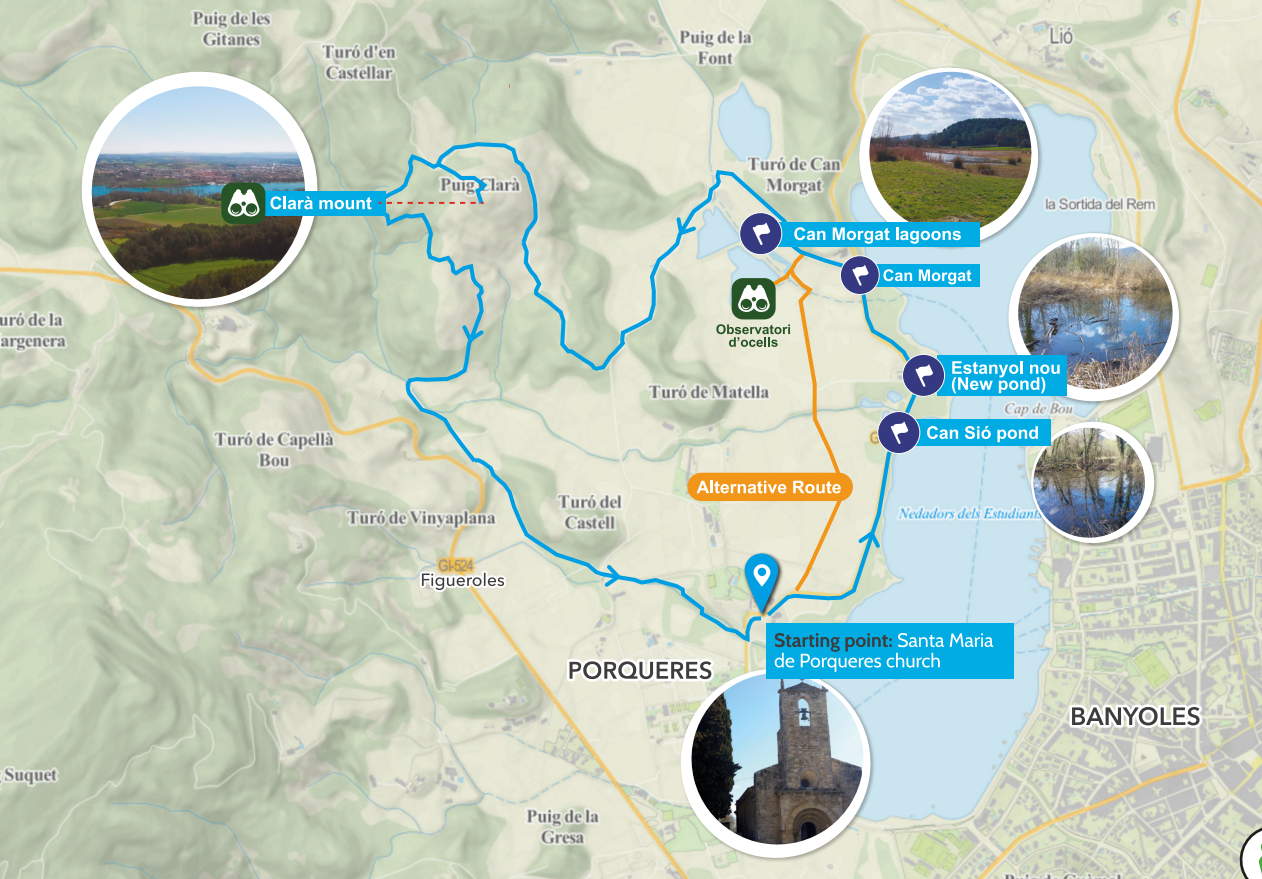 Puig de les
Gitanes
Turó d'en
Castellar
Puig de la
Font
Lió
Turó de Can
Morgat
Puig Clarà
Clarà mount
la Sortida del Rem
Can Morgat lagoons
Can Morgat
Observatori
d'ocells
uró de la
argenera
Estanyol nou
(New pond)
Turó de Matella
Cap de Bou
Can Sió pond
G
Turó de Capellà
Bou
Alternative Route
Turó del
Castell
Turó de Vinyaplana
Nedadors dels Estudiants
GI-524
Figueroles
Starting point: Santa Maria
de Porqueres church
PORQUERES
BANYOLES
Suquet
Puig de la
Gresa